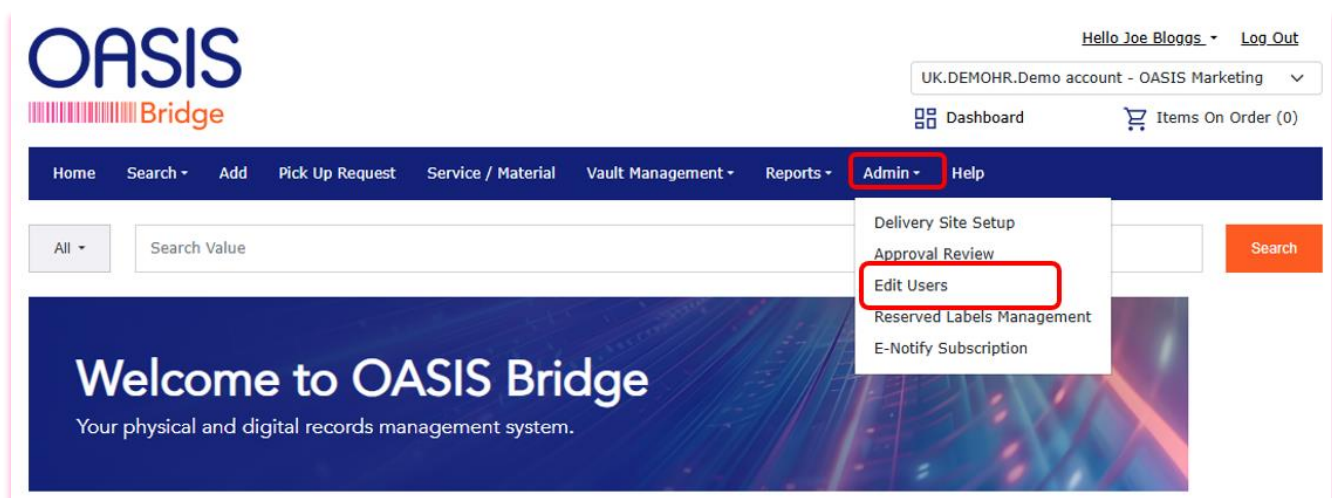 OASIS
Bridge
Hello Joe Bloggs Log Out
UK.DEMOHR.Demo account - OASIS Marketing
Dashboard Items On Order (0)
Home Search Add Pick Up Request Service / Material Vault Management Reports Admin Help
All Search Value Search
Delivery Site Setup
Approval Review
Edit Users
Reserved Labels Management
E-Notify Subscription
Welcome to OASIS Bridge
Your physical and digital records management system.